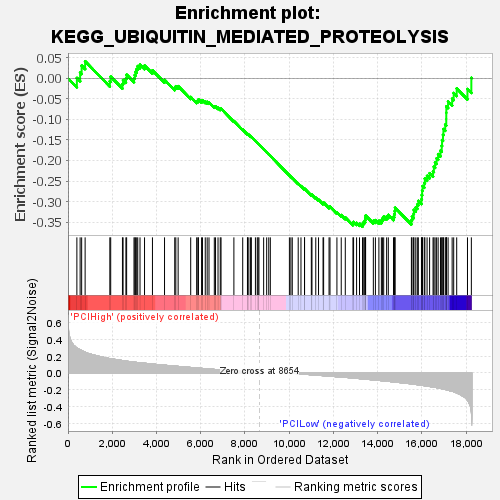 Enrichment plot:
KEGG_UBIQUITIN_MEDIATED_PROTEOLYSIS
Enrichment score (ES)
0.05
0.00
-0.05
-0.10
-0.15
-0.20
-0.25
-0.30
-0.35
Ranked list metric (Signal2Noise)
'PCIHigh' (positively correlated)
0.6
0.4
0.2
0.0
-0.2
-0.4
-0.6
Zero cross at 8654
'PCILow' (negatively correlated)
0
2,000
4,000
6,000
8,000
10,000
12,000
14,000
16,000
18,000
Rank in Ordered Dataset
Enrichment profile
Hits
Ranking metric scores